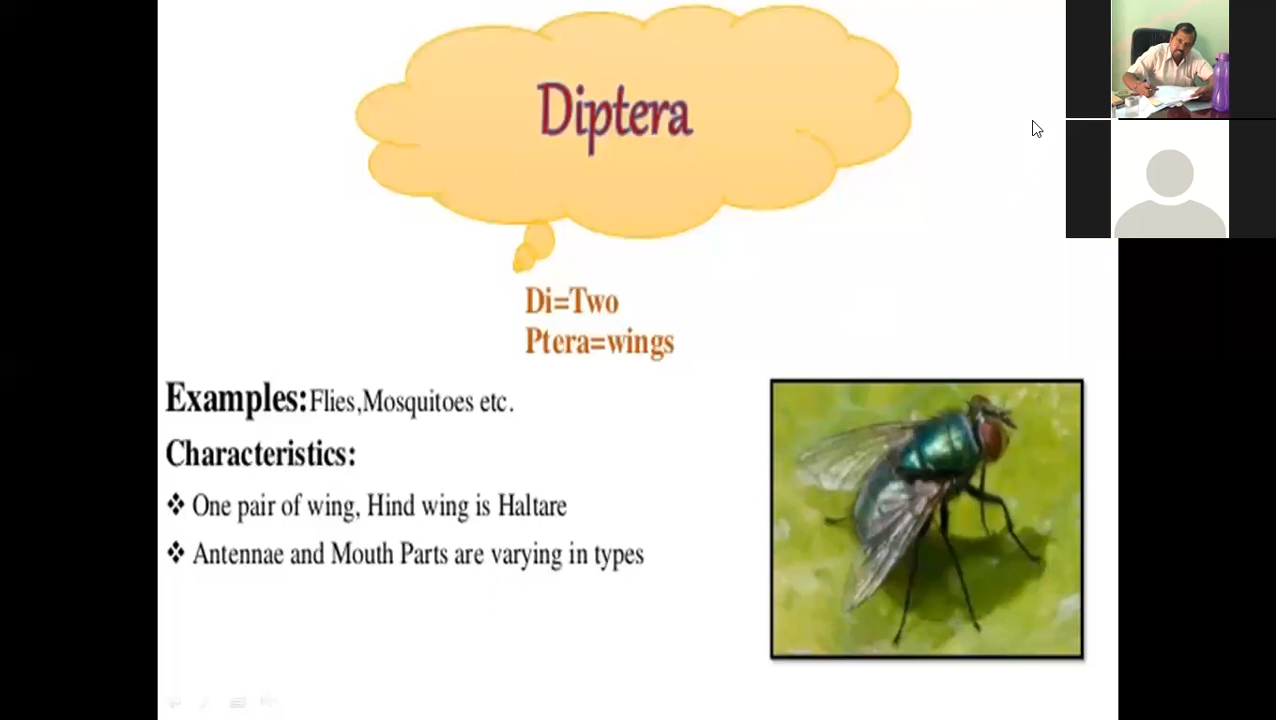 Diptera
Di=Two
Ptera=wings
Examples:Flies,Mosquitoes etc.
Characteristics:
❖ One pair of wing, Hind wing is Haltare
❖ Antennae and Mouth Parts are varying in types